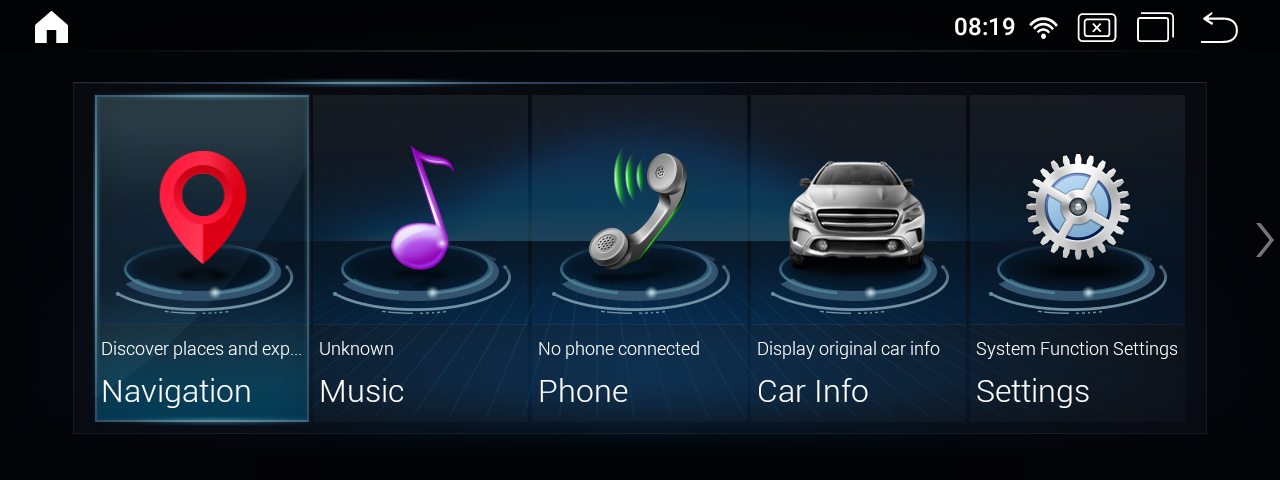 08:19
Discover places and exp...
Navigation
Unknown
Music
No phone connected
Phone
Display original car info
Car Info
System Function Settings
Settings